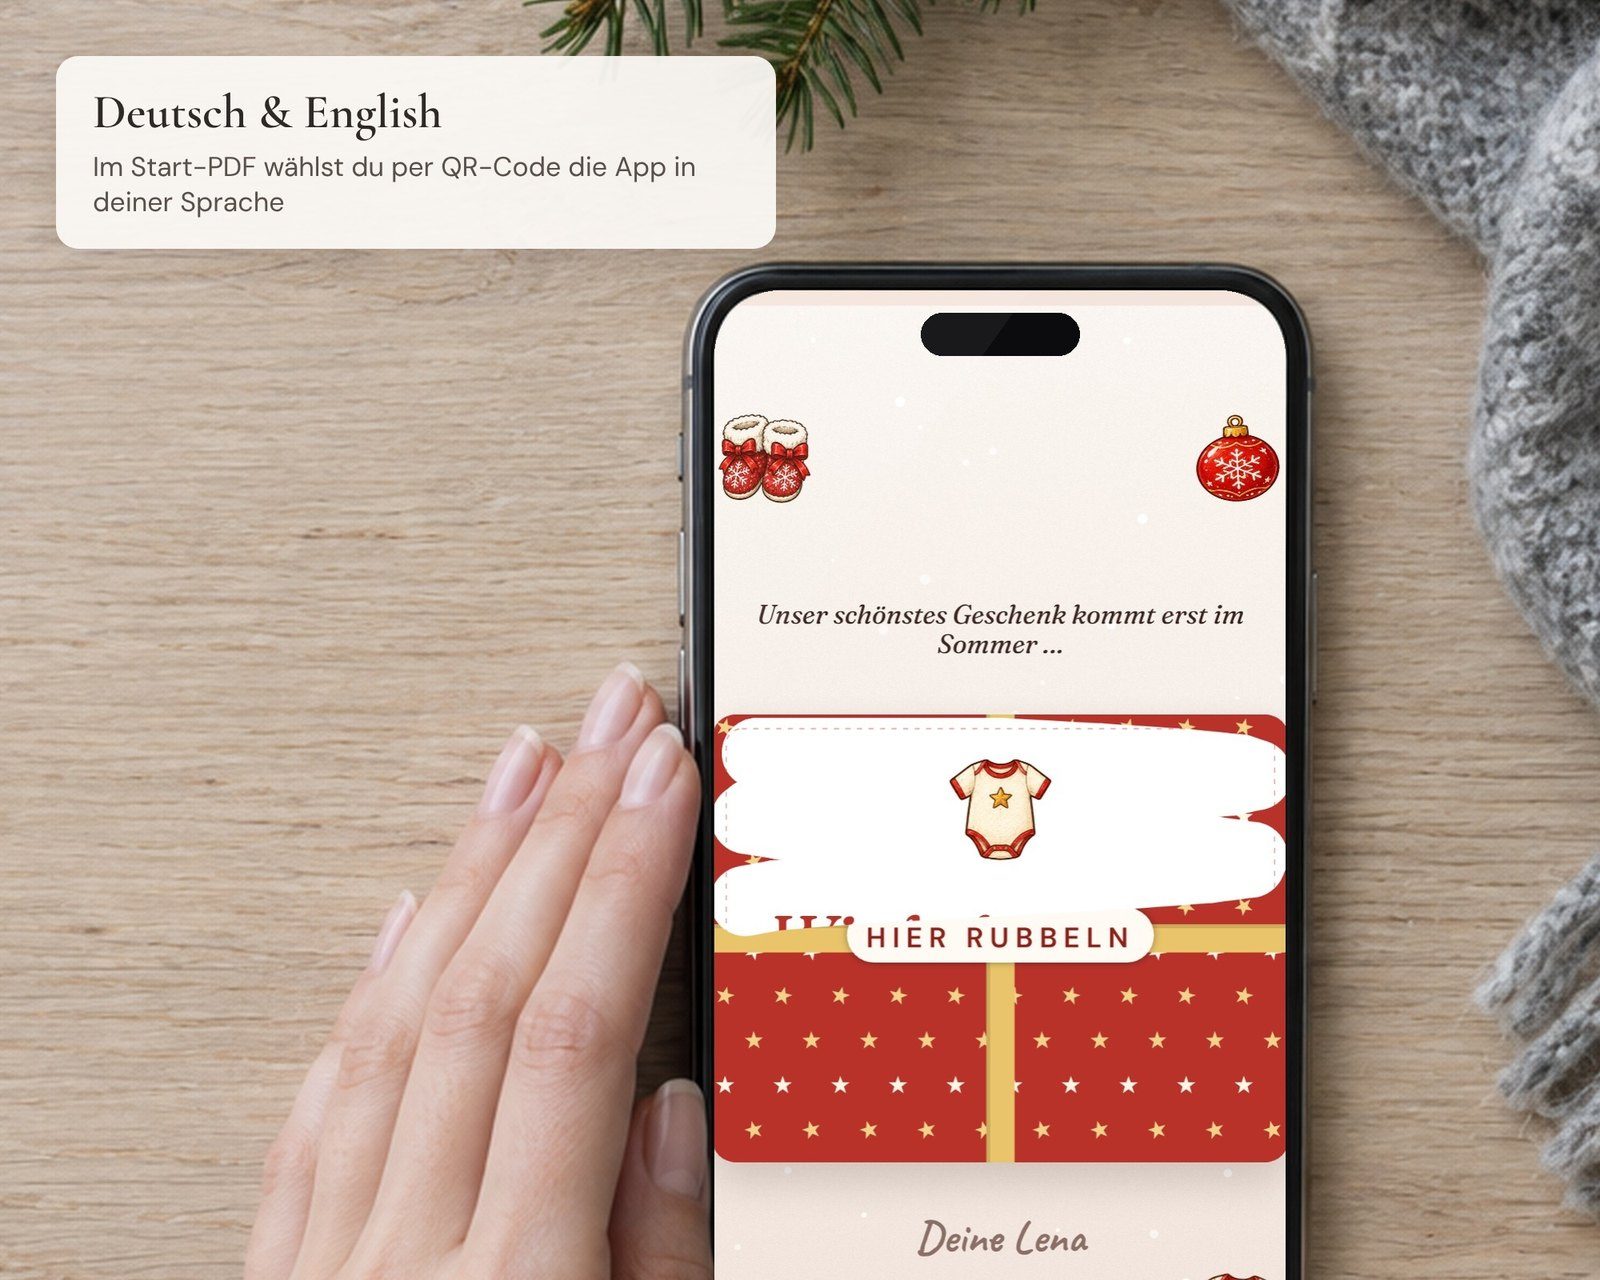 Deutsch & English
Im Start-PDF wählst du per QR-Code die App in
deiner Sprache
Unser schönstes Geschenk kommt erst im
Sommer ...
HIER RUBBELN
Deine Lena